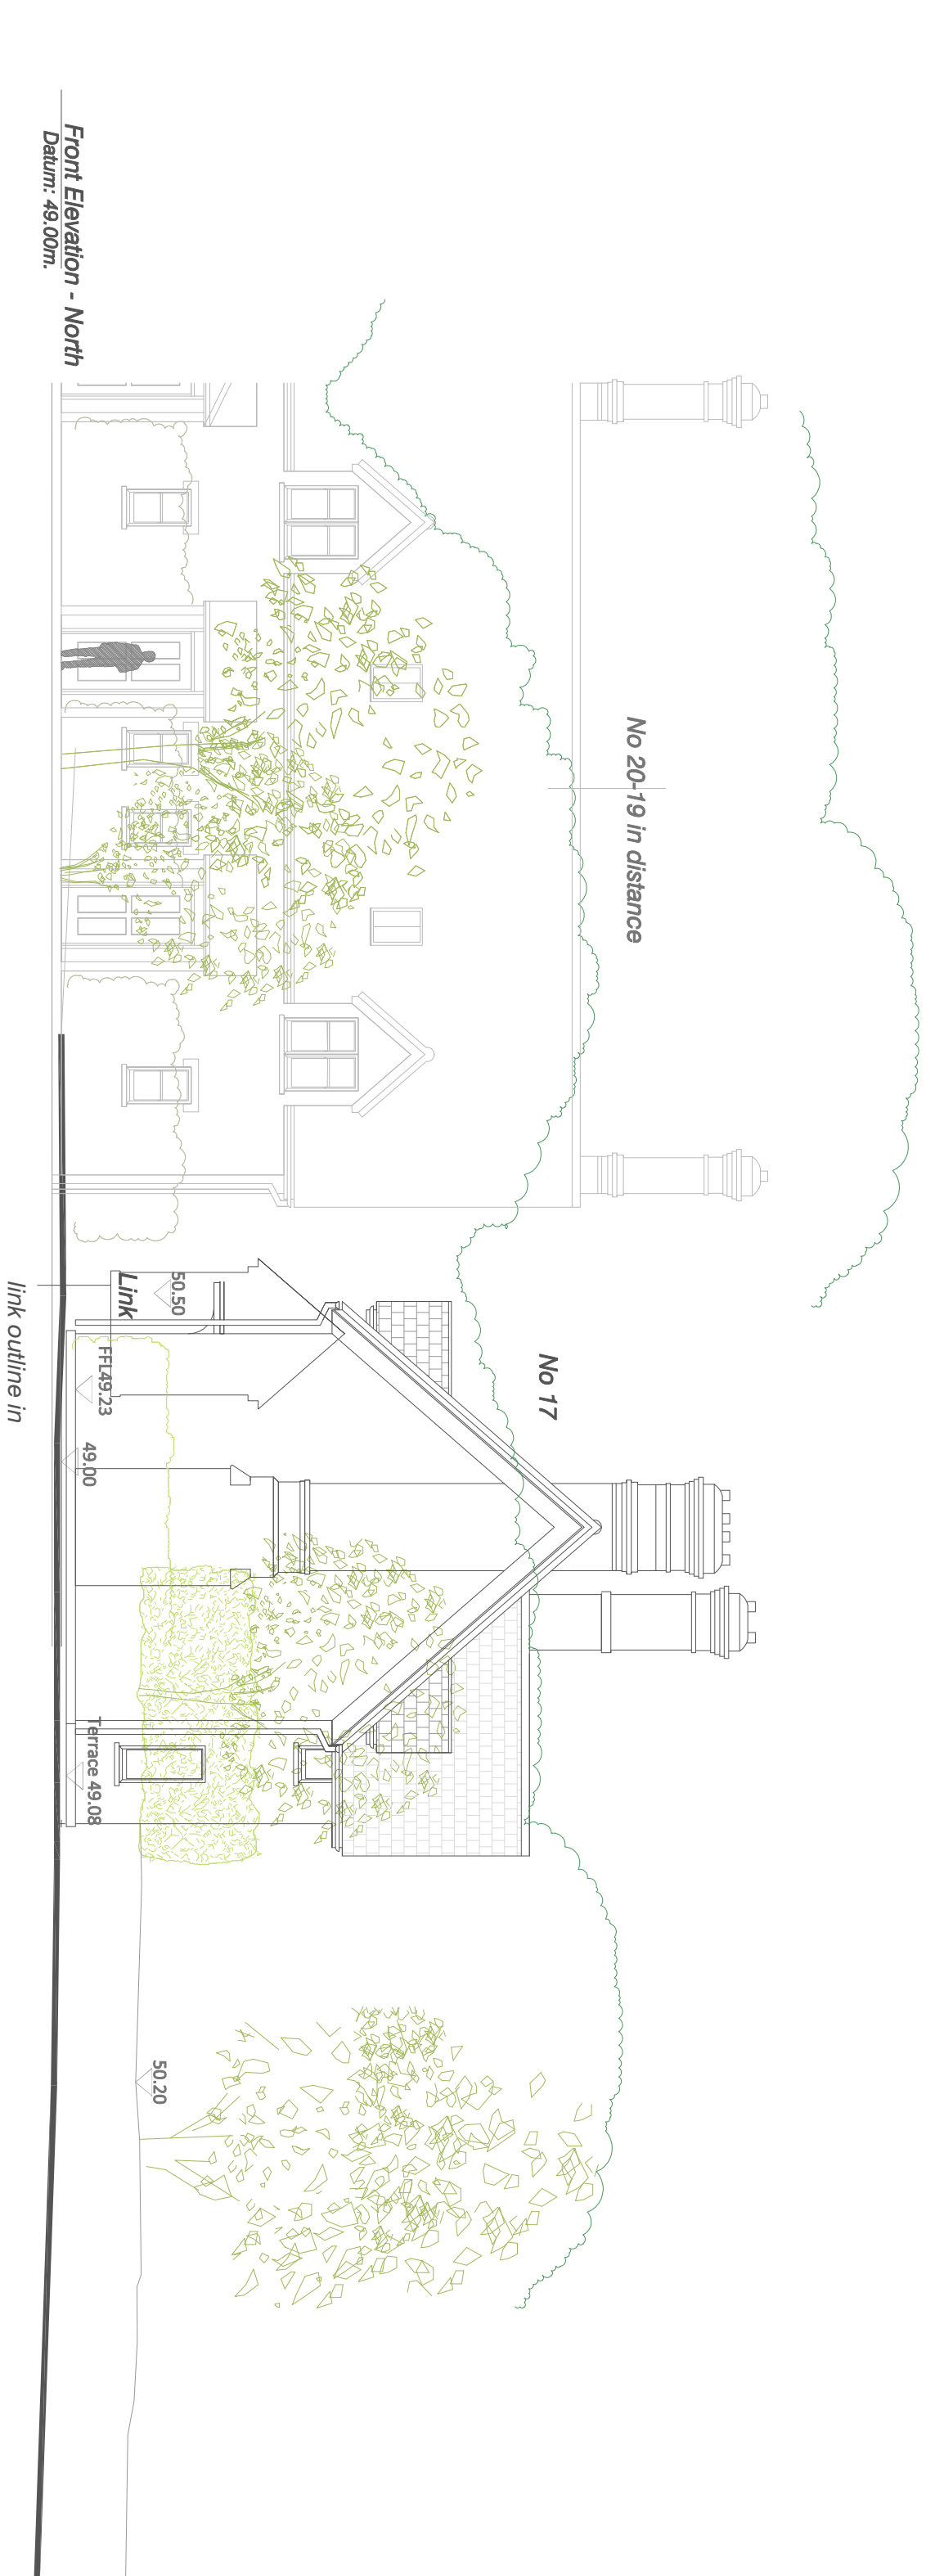 No 20-19 in distance
No 17
50.50
Link
FFL49.23
49.00
Terrace 49.08
50.20
Front Elevation - North
Datum: 49.00m.
link outline in